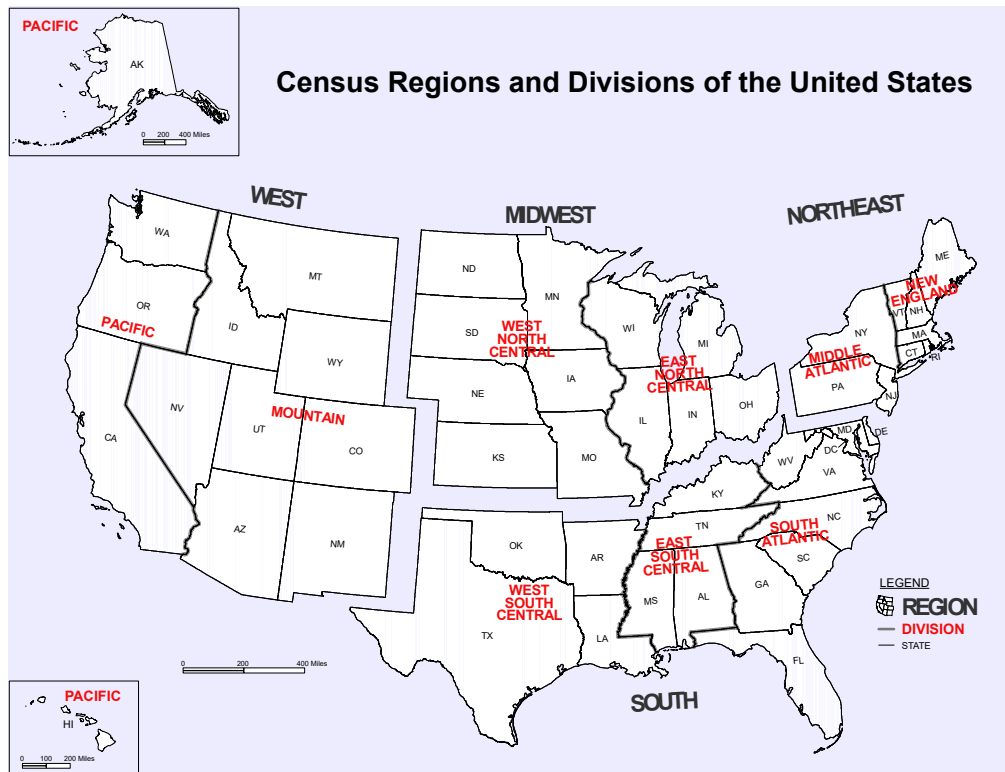 PACIFIC
AK
0 200 400 Miles
Census Regions and Divisions of the United States
WEST
MIDWEST
NORTHEAST
WA
MT
ND
MN
ME
OR
ID
SD
WI
MI
NY
VT
NH
NEW
ENGLAND
PACIFIC
WY
WEST
NORTH
CENTRAL
EAST
NORTH
CENTRAL
MIDDLE
ATLANTIC
MA
CT
RI
NV
UT
MOUNTAIN
NE
IA
IL
IN
OH
PA
NJ
CA
CO
KS
MO
WV
MD
DE
DC
VA
KY
AZ
NM
OK
AR
TN
NC
SOUTH
ATLANTIC
EAST
SOUTH
CENTRAL
SC
WEST
SOUTH
CENTRAL
TX
LA
MS
AL
GA
FL
LEGEND
REGION
DIVISION
STATE
0 200 400 Miles
SOUTH
PACIFIC
HI
0 100 200 Miles